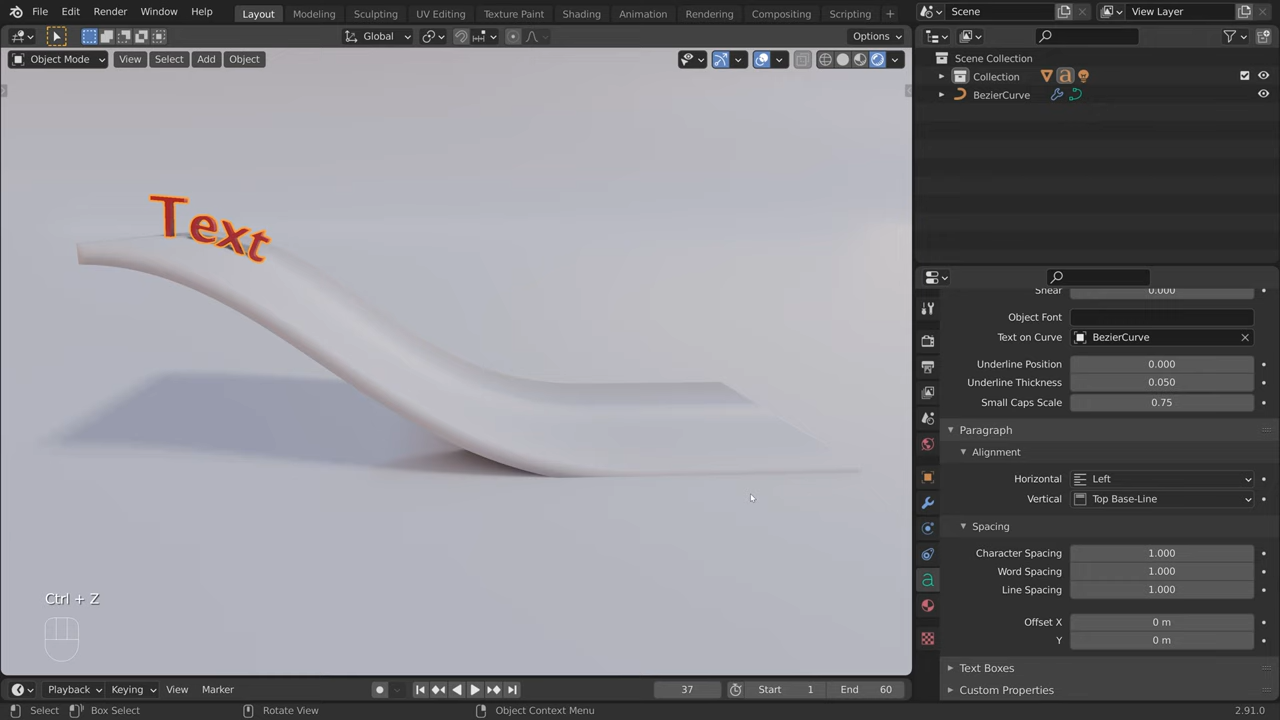 File Edit Render Window Help Layout Modeling Sculpting UV Editing Texture Paint Shading Animation Rendering Compositing Scripting + Scene View Layer
Global Options
Object Mode View Select Add Object
Scene Collection
Collection
BezierCurve
Text
Shear 0.000
Object Font
Text on Curve BezierCurve
Underline Position 0.000
Underline Thickness 0.050
Small Caps Scale 0.75
Paragraph
Alignment
Horizontal Left
Vertical Top Base-Line
Spacing
Character Spacing 1.000
Word Spacing 1.000
Line Spacing 1.000
Offset X 0 m
Y 0 m
Text Boxes
Custom Properties
Ctrl + Z
Playback Keying View Marker 37 Start 1 End 60
Select Box Select Rotate View Object Context Menu 2.91.0